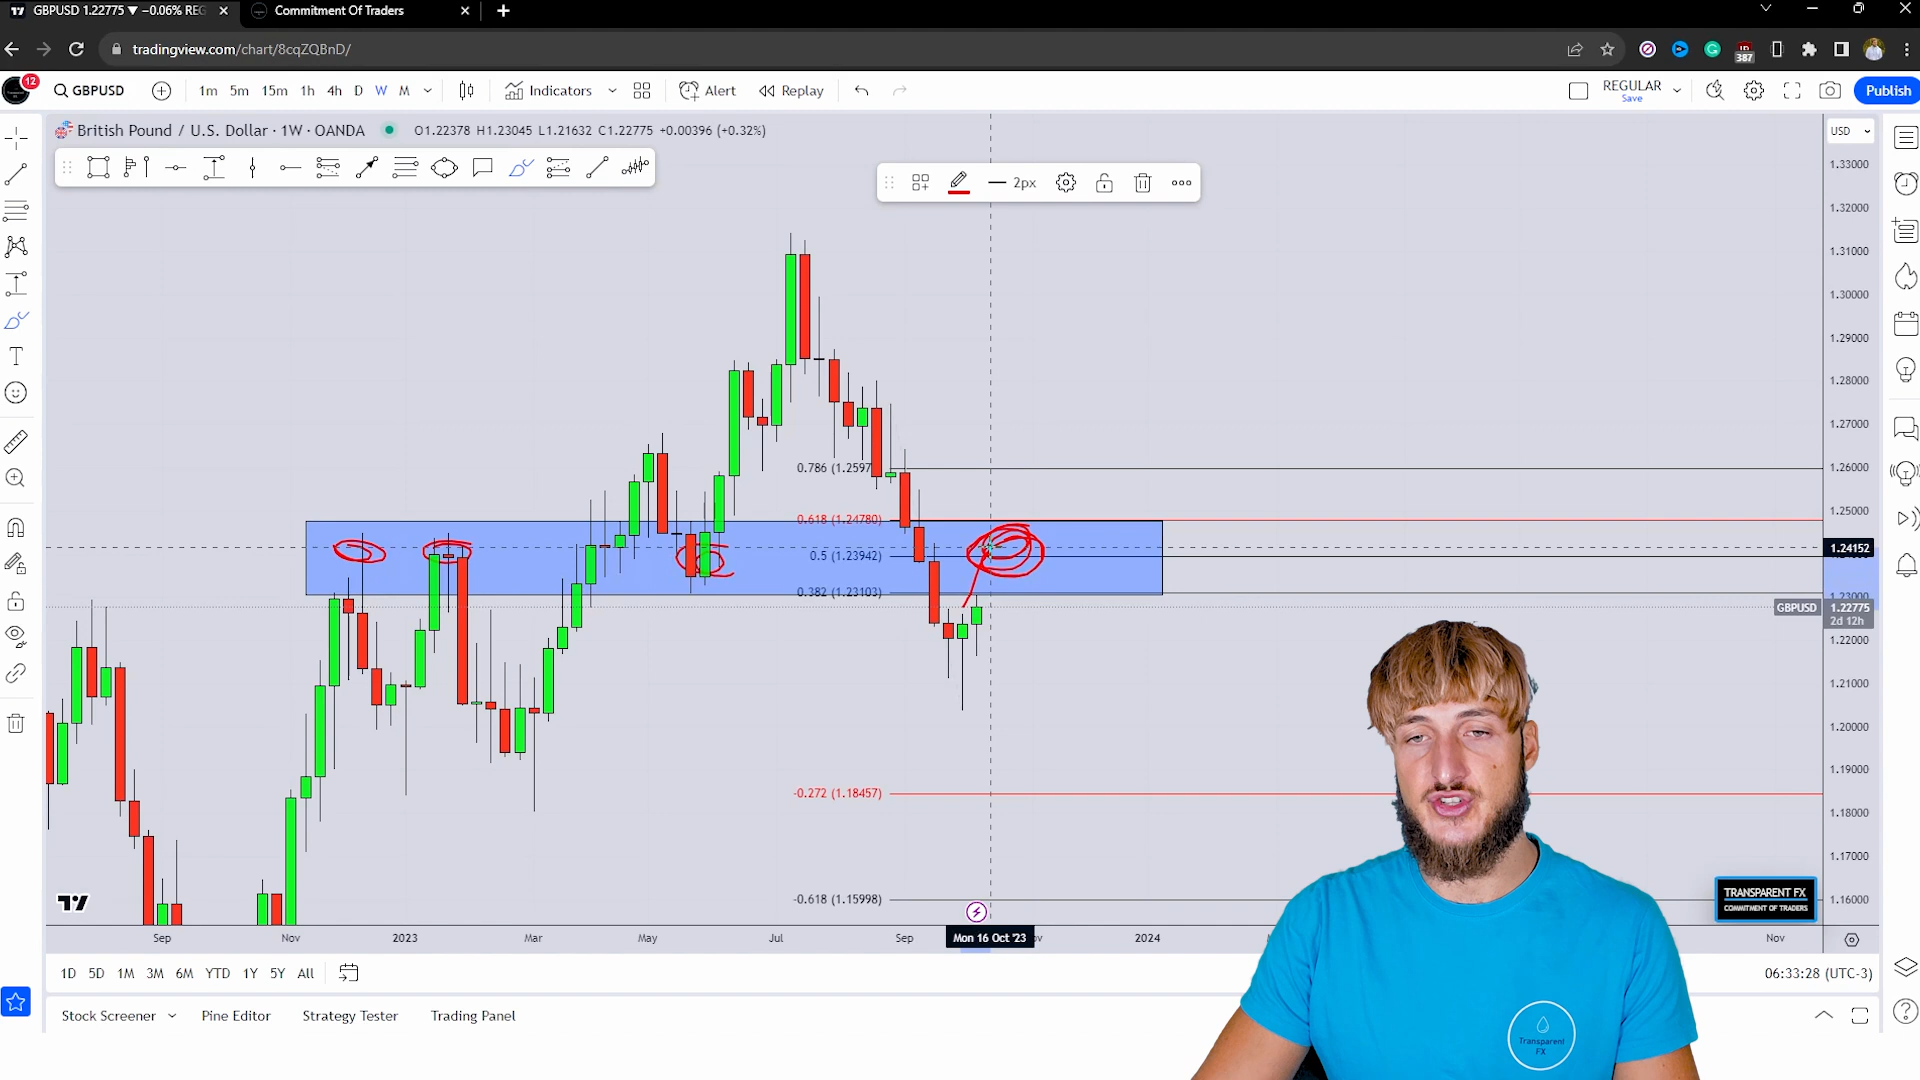 GBPUSD 1.22775 ▼ −0.06% REG
Commitment Of Traders
tradingview.com/chart/8cqZQBnD/
387
12
GBPUSD
1m 5m 15m 1h 4h D W M
Indicators
Alert
Replay
REGULAR
Save
Publish
British Pound / U.S. Dollar · 1W · OANDA
O1.22378 H1.23045 L1.21632 C1.22775 +0.00396 (+0.32%)
USD
2px
1.33000
1.32000
1.31000
1.30000
1.29000
1.28000
1.27000
0.786 (1.2597
1.26000
0.618 (1.24780)
1.25000
0.5 (1.23942)
1.24152
0.382 (1.23103)
1.23000
GBPUSD 1.22775
2d 12h
1.22000
1.21000
1.20000
1.19000
-0.272 (1.18457)
1.18000
1.17000
-0.618 (1.15998)
1.16000
TRANSPARENT FX
COMMITMENT OF TRADERS
Sep Nov 2023 Mar May Jul Sep Mon 16 Oct '23 2024 Nov
1D 5D 1M 3M 6M YTD 1Y 5Y All
06:33:28 (UTC-3)
Stock Screener Pine Editor Strategy Tester Trading Panel
Transparent
FX